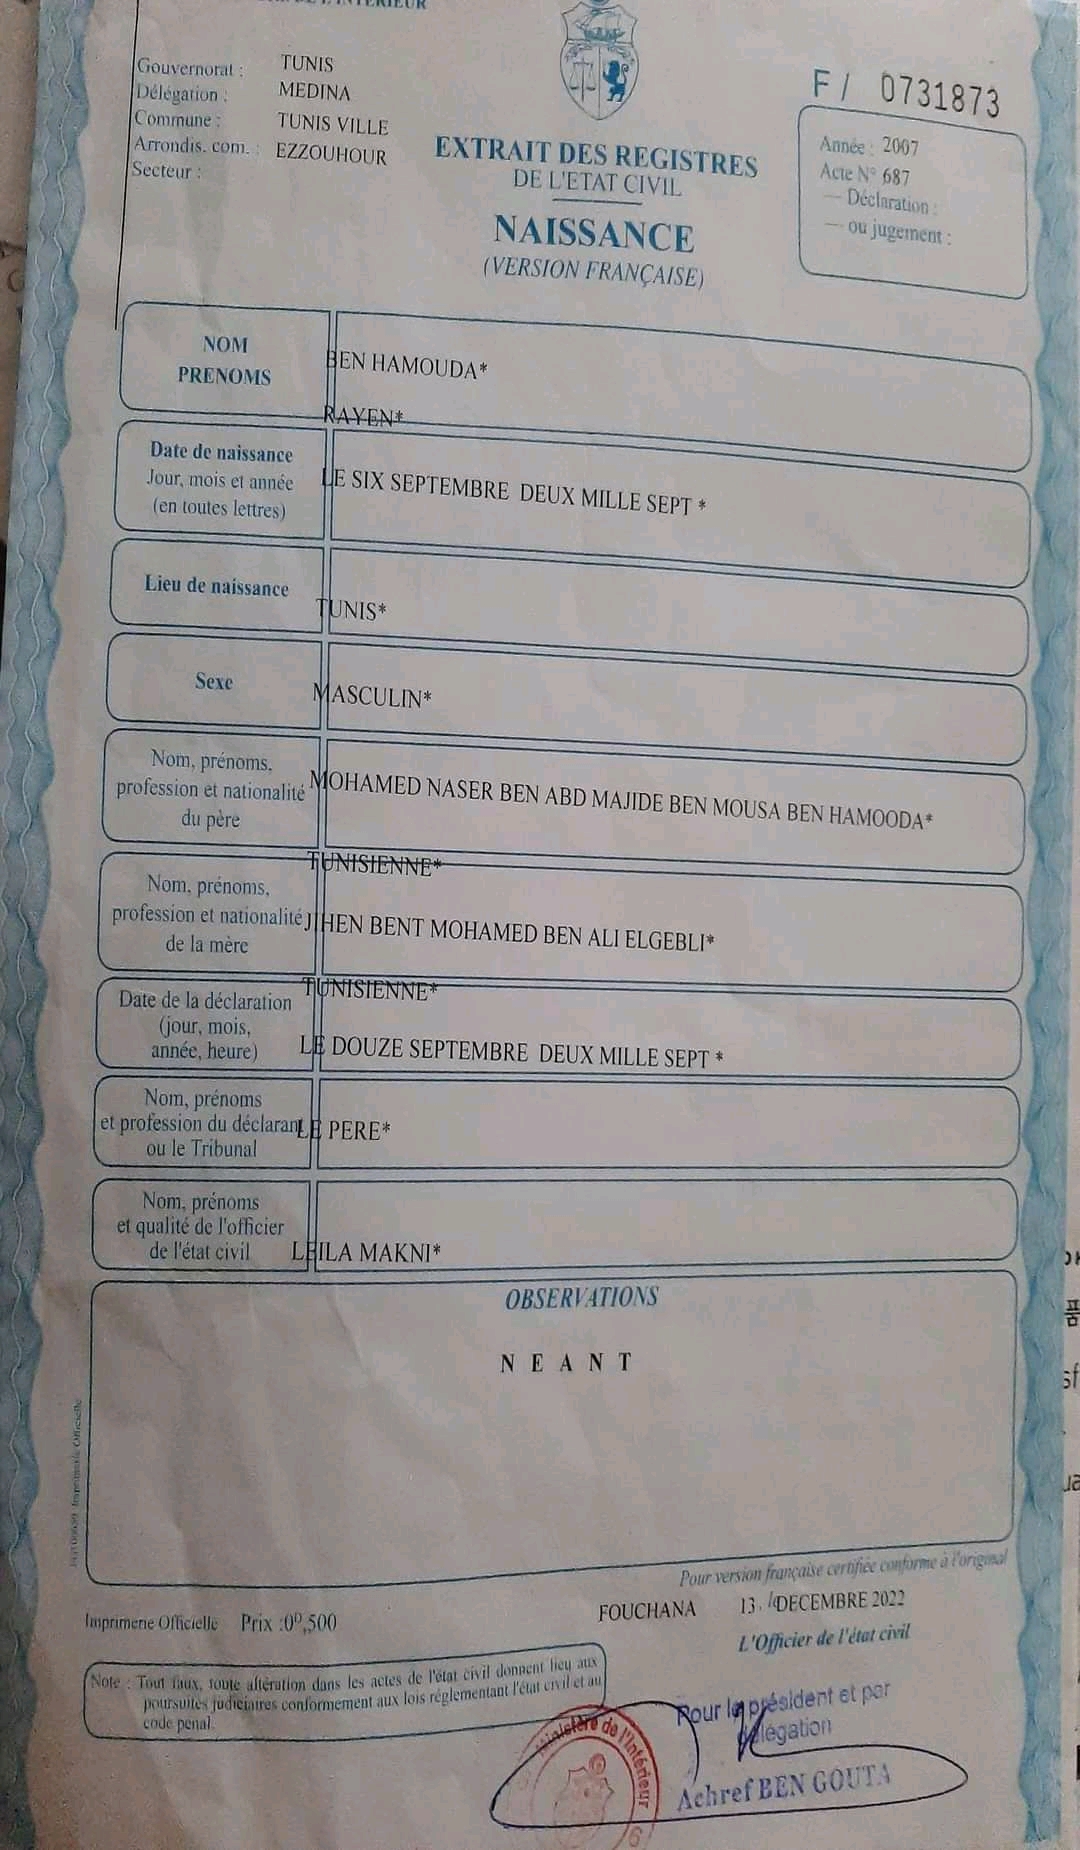 Gouvernorat : TUNIS
Délégation : MEDINA
Commune : TUNIS VILLE
Arrondis. com. : EZZOUHOUR
Secteur :
EXTRAIT DES REGISTRES
DE L'ETAT CIVIL
NAISSANCE
(VERSION FRANÇAISE)
F/ 0731873
Année : 2007
Acte N° 687
— Déclaration :
— ou jugement :
NOM
PRENOMS
BEN HAMOUDA*
RAYEN*
Date de naissance
Jour, mois et année
(en toutes lettres)
LE SIX SEPTEMBRE DEUX MILLE SEPT *
Lieu de naissance
TUNIS*
Sexe
MASCULIN*
Nom, prénoms,
profession et nationalité
du père
MOHAMED NASER BEN ABD MAJIDE BEN MOUSA BEN HAMOODA*
TUNISIENNE*
Nom, prénoms,
profession et nationalité
de la mère
JIHEN BENT MOHAMED BEN ALI ELGEBLI*
TUNISIENNE*
Date de la déclaration
(jour, mois,
année, heure)
LE DOUZE SEPTEMBRE DEUX MILLE SEPT *
Nom, prénoms
et profession du déclarant
ou le Tribunal
LE PERE*
Nom, prénoms
et qualité de l'officier
de l'état civil
LEILA MAKNI*
OBSERVATIONS
N E A N T
Imprimerie Officielle
Pour version française certifiée conforme à l'original
FOUCHANA 13 DECEMBRE 2022
L'Officier de l'état civil
Imprimerie Officielle Prix :0ᴰ,500
Note : Tout faux, toute altération dans les actes de l'état civil donnent lieu aux
poursuites judiciaires conformement aux lois réglementant l'état civil et au
code penal.
Pour le président et par
délégation
Achref BEN GOUTA
Ministère de l'Intérieur